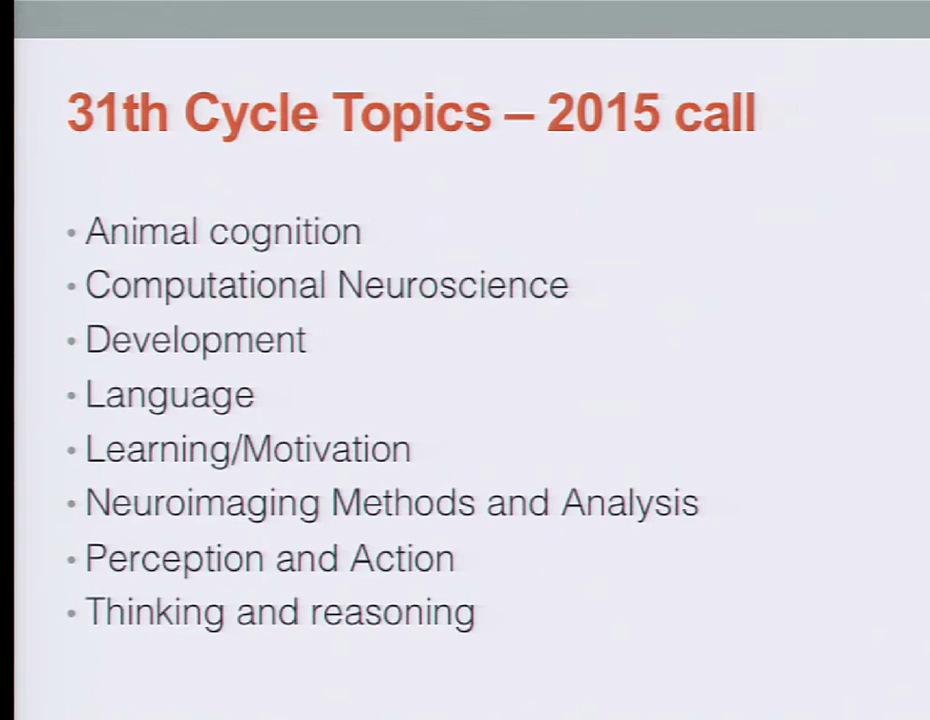 31th Cycle Topics – 2015 call
• Animal cognition
• Computational Neuroscience
• Development
• Language
• Learning/Motivation
• Neuroimaging Methods and Analysis
• Perception and Action
• Thinking and reasoning